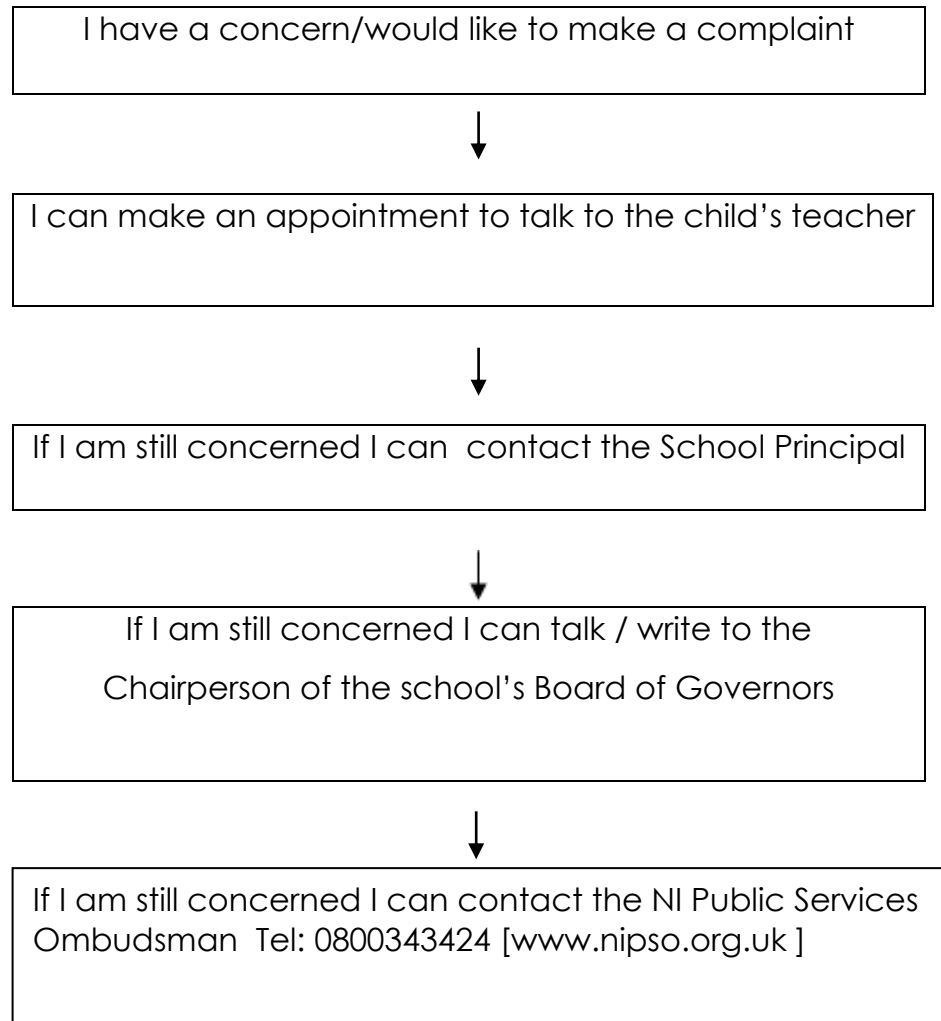 I have a concern/would like to make a complaint
I can make an appointment to talk to the child’s teacher
If I am still concerned I can  contact the School Principal
If I am still concerned I can talk / write to the
Chairperson of the school’s Board of Governors
If I am still concerned I can contact the NI Public Services
Ombudsman  Tel: 0800343424 [www.nipso.org.uk ]